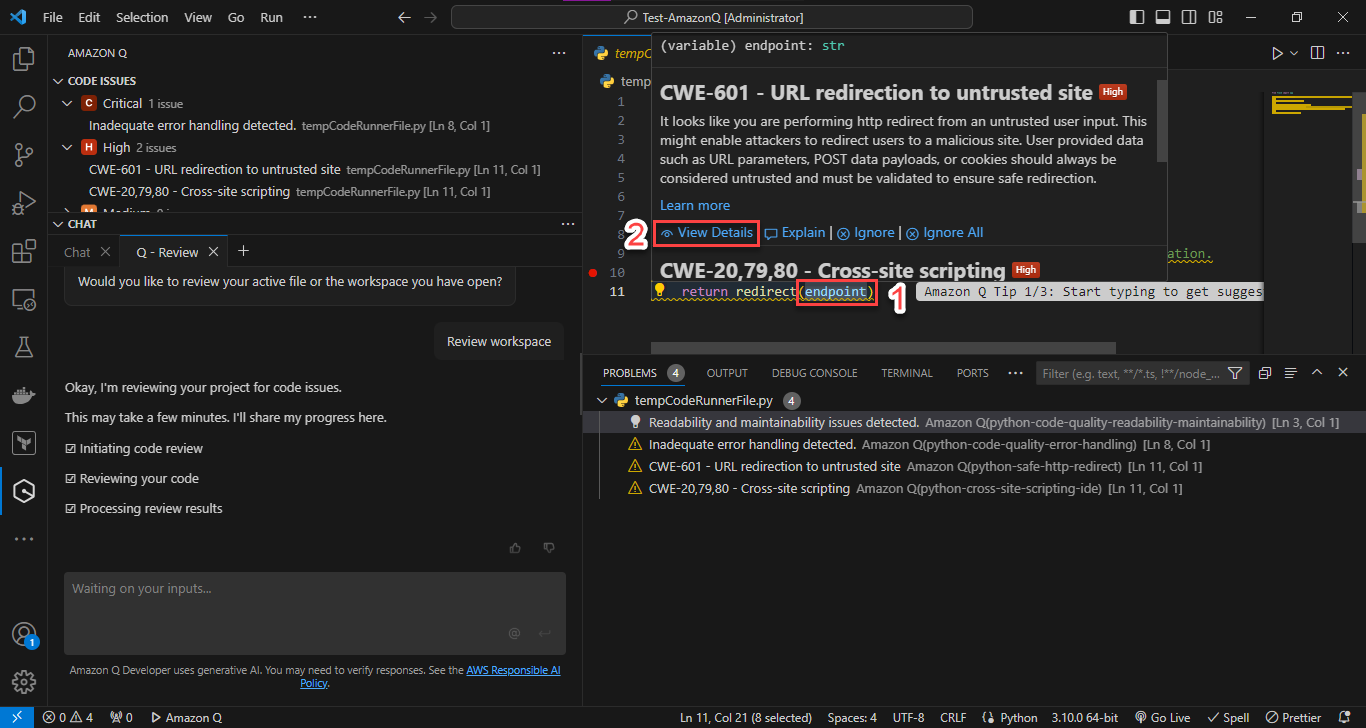 File Edit Selection View Go Run ··· Test-AmazonQ [Administrator]
AMAZON Q
CODE ISSUES
C Critical 1 issue
Inadequate error handling detected. tempCodeRunnerFile.py [Ln 8, Col 1]
H High 2 issues
CWE-601 - URL redirection to untrusted site tempCodeRunnerFile.py [Ln 11, Col 1]
CWE-20,79,80 - Cross-site scripting tempCodeRunnerFile.py [Ln 11, Col 1]
CHAT
Chat Q - Review
Would you like to review your active file or the workspace you have open?
Review workspace
Okay, I'm reviewing your project for code issues.
This may take a few minutes. I'll share my progress here.
☑ Initiating code review
☑ Reviewing your code
☑ Processing review results
Waiting on your inputs...
@
Amazon Q Developer uses generative AI. You may need to verify responses. See the AWS Responsible AI
Policy.
1
tempC
temp
1
2
3
4
5
6
7
8
9
10
11
(variable) endpoint: str
CWE-601 - URL redirection to untrusted site High
It looks like you are performing http redirect from an untrusted user input. This
might enable attackers to redirect users to a malicious site. User provided data
such as URL parameters, POST data payloads, or cookies should always be
considered untrusted and must be validated to ensure safe redirection.
Learn more
2 View Details Explain | Ignore | Ignore All
ation.
CWE-20,79,80 - Cross-site scripting High
return redirect(endpoint) 1 Amazon Q Tip 1/3: Start typing to get sugges
PROBLEMS 4 OUTPUT DEBUG CONSOLE TERMINAL PORTS ··· Filter (e.g. text, **/*.ts, !**/node_...
tempCodeRunnerFile.py 4
Readability and maintainability issues detected. Amazon Q(python-code-quality-readability-maintainability) [Ln 3, Col 1]
Inadequate error handling detected. Amazon Q(python-code-quality-error-handling) [Ln 8, Col 1]
CWE-601 - URL redirection to untrusted site Amazon Q(python-safe-http-redirect) [Ln 11, Col 1]
CWE-20,79,80 - Cross-site scripting Amazon Q(python-cross-site-scripting-ide) [Ln 11, Col 1]
0 4 0 Amazon Q Ln 11, Col 21 (8 selected) Spaces: 4 UTF-8 CRLF Python 3.10.0 64-bit Go Live Spell Prettier